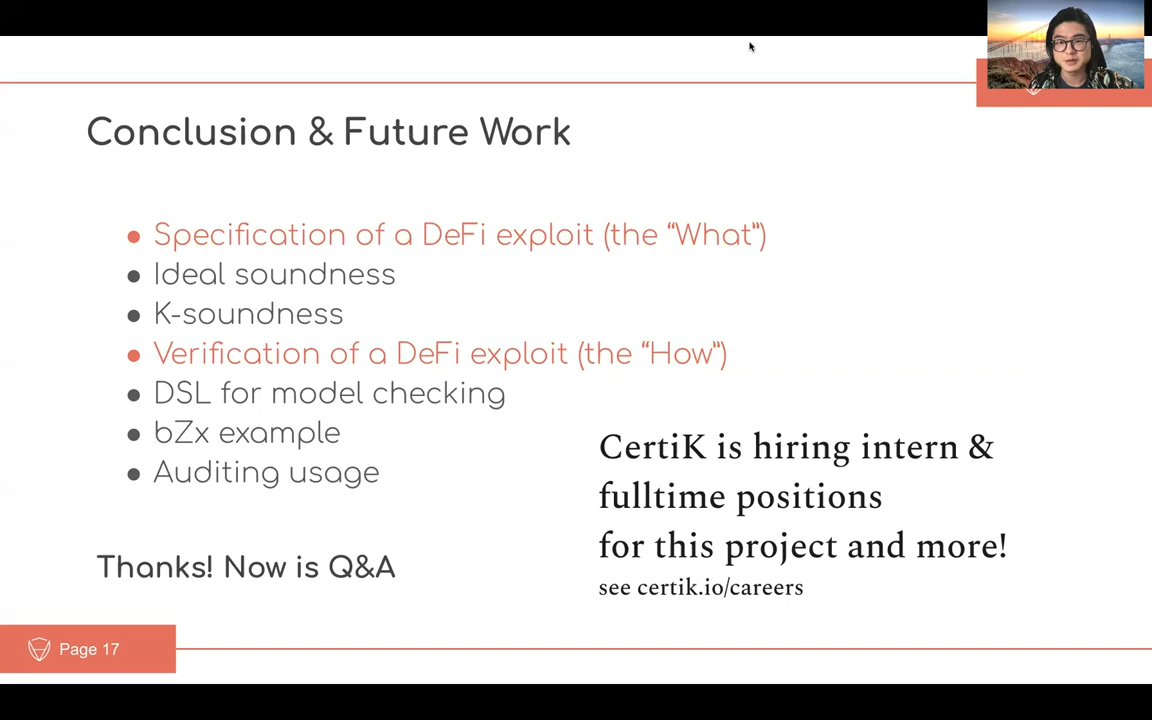 Conclusion & Future Work
● Specification of a DeFi exploit (the “What”)
● Ideal soundness
● K-soundness
● Verification of a DeFi exploit (the “How”)
● DSL for model checking
● bZx example
● Auditing usage
CertiK is hiring intern &
fulltime positions
for this project and more!
see certik.io/careers
Thanks! Now is Q&A
Page 17